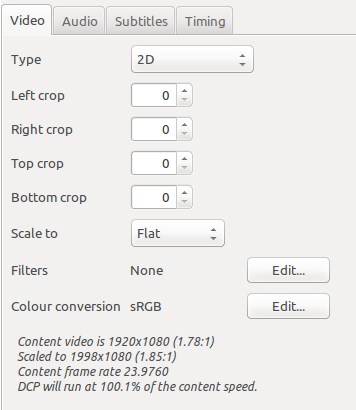 Video Audio Subtitles Timing
Type 2D
Left crop 0
Right crop 0
Top crop 0
Bottom crop 0
Scale to Flat
Filters None Edit...
Colour conversion sRGB Edit...
Content video is 1920x1080 (1.78:1)
Scaled to 1998x1080 (1.85:1)
Content frame rate 23.9760
DCP will run at 100.1% of the content speed.